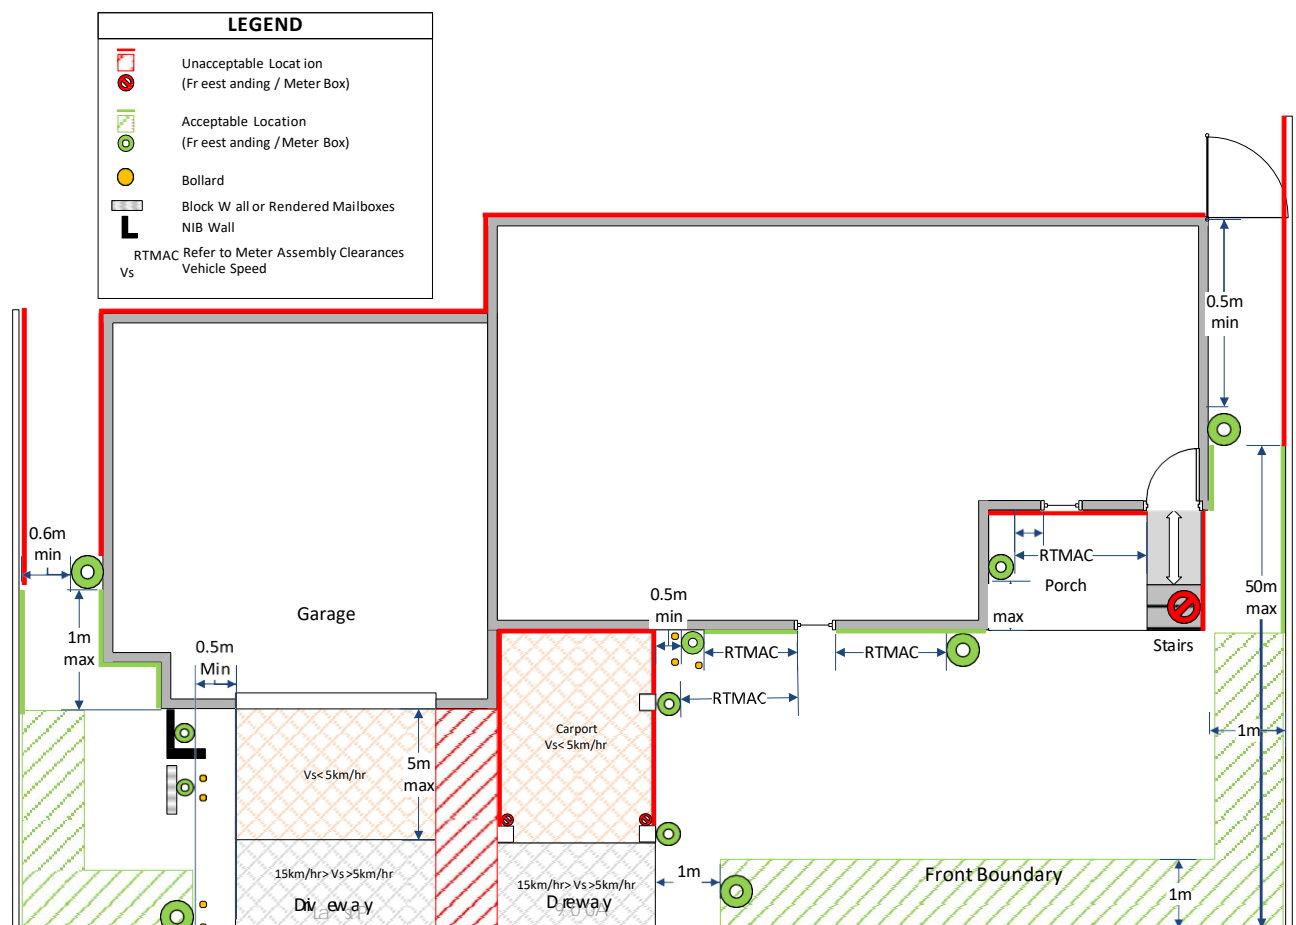 LEGEND
Unacceptable Locat ion
(Fr eest anding / Meter Box)
Acceptable Location
(Fr eest anding / Meter Box)
Bollard
Block W all or Rendered Mailboxes
NIB Wall
RTMAC Refer to Meter Assembly Clearances
Vs Vehicle Speed
0.5m
min
0.6m
min
1m
max
0.5m
Min
Garage
0.5m
min
RTMAC
RTMAC
RTMAC
RTMAC
Porch
max
Stairs
50m
max
1m
Carport
Vs< 5km/hr
Vs< 5km/hr
5m
max
15km/hr> Vs >5km/hr
Driv eway
15km/hr> Vs >5km/hr
1m
Front Boundary
1m